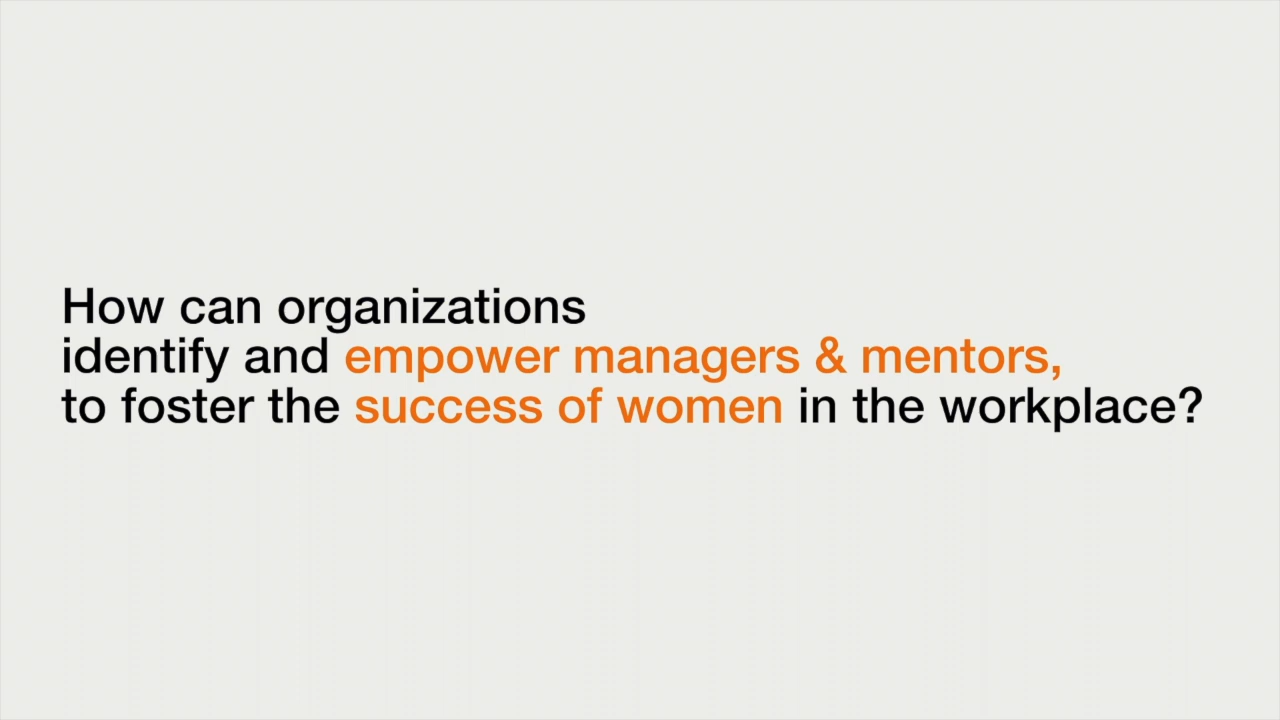 How can organizations
identify and empower managers & mentors,
to foster the success of women in the workplace?